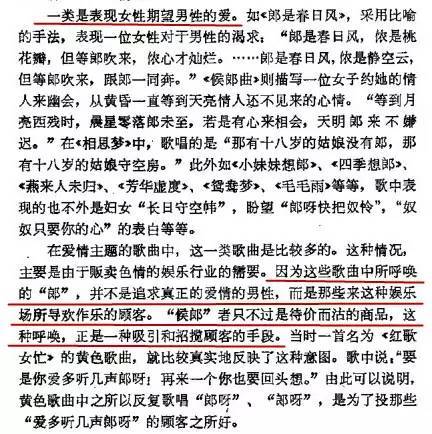 一类是表现女性期望男性的爱。如《郎是春日风》，采用比喻
的手法，表现一位女性对于男性的渴求：“郎是春日风，侬是桃
花瓣，但等郎吹来，侬心才灿烂。……郎是春日风，侬是静空云，
但等郎吹来，跟郎一同奔。”《候郎曲》则描写一位女子约她的情
人来幽会，从黄昏一直等到天亮情人还不见来的心情。“等到月
亮西残时，晨星零落郎未至，若是有心来相会，天明郎来不嫌
迟。”在《相思梦》中，歌唱的是“那有十八岁的姑娘没有郎，那
有十八岁的姑娘守空房。”此外如《小妹妹想郎》、《四季想郎》、
《燕来人未归》、《芳华虚度》、《鸳鸯梦》、《毛毛雨》等等，歌中表
现的也不外是妇女“长日守空帏”，盼望“郎呀快把奴怜”，“奴
奴只要你的心”的表白等等。
在爱情主题的歌曲中，这一类歌曲是比较多的。这种情况，
主要是由于贩卖色情的娱乐行业的需要。因为这些歌曲中所呼唤
的“郎”，并不是追求真正的爱情的男性，而是那些来这种娱乐
场所寻欢作乐的顾客。“候郎”者只不过是待价而沽的商品，这
种呼唤，正是一种吸引和招揽顾客的手段。当时一首名为《红歌
女忙》的黄色歌曲，就比较真实地反映了这种意图。歌中说，“要
是你爱多听几声郎呀！再来一个你也要回头想。”由此可以说明，
黄色歌曲中之所以反复歌唱“郎呀”、“郎呀”，是为了投那些
“爱多听几声郎呀”的顾客之所好。